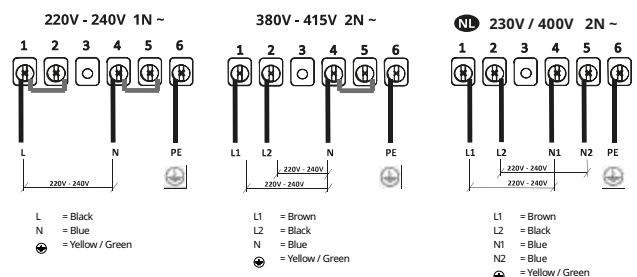 220V - 240V 1N ~
1 2 3 4 5 6
L N PE
220V - 240V
L = Black
N = Blue
= Yellow / Green
380V - 415V 2N ~
1 2 3 4 5 6
L1 L2 N PE
220V - 240V
220V - 240V
L1 = Brown
L2 = Black
N = Blue
= Yellow / Green
NL 230V / 400V 2N ~
1 2 3 4 5 6
L1 L2 N1 N2 PE
220V - 240V
220V - 240V
L1 = Brown
L2 = Black
N1 = Blue
N2 = Blue
= Yellow / Green